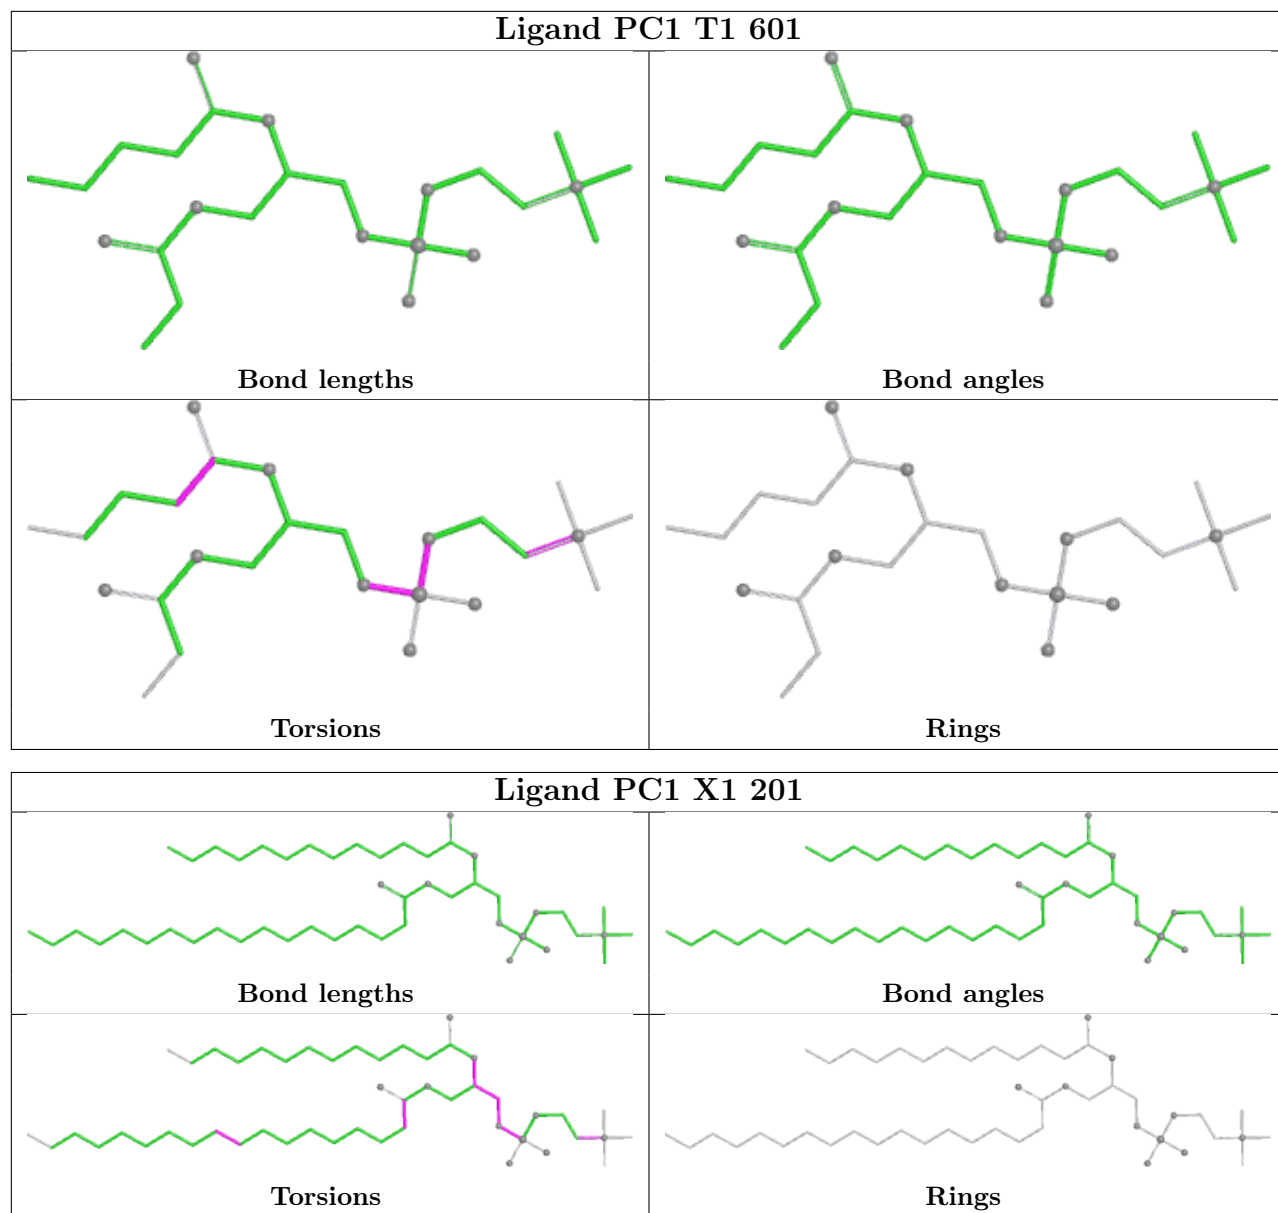 Ligand PC1 T1 601
Bond lengths
Bond angles
Torsions
Rings
Ligand PC1 X1 201
Bond lengths
Bond angles
Torsions
Rings